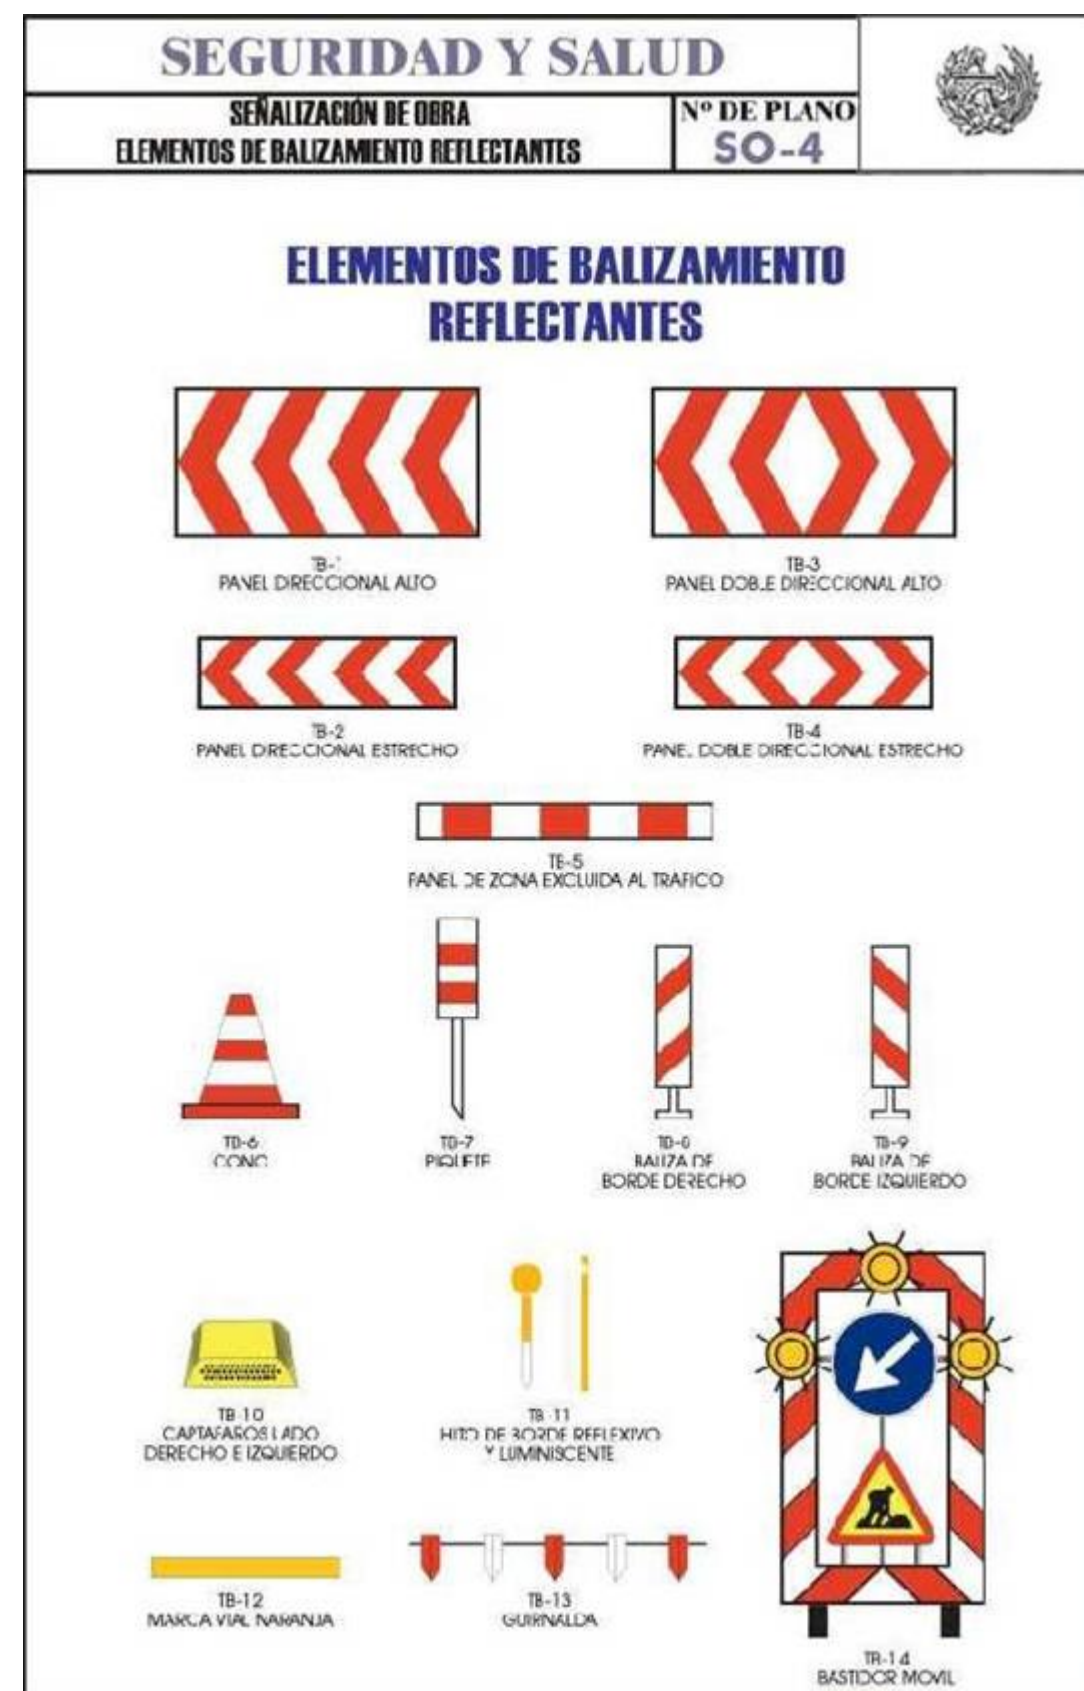 SEGURIDAD Y SALUD
SEÑALIZACIÓN DE OBRA
ELEMENTOS DE BALIZAMIENTO REFLECTANTES
Nº DE PLANO
SO-4
ELEMENTOS DE BALIZAMIENTO
REFLECTANTES
TB-1
PANEL DIRECCIONAL ALTO
TB-3
PANEL DOBLE DIRECCIONAL ALTO
TB-2
PANEL DIRECCIONAL ESTRECHO
TB-4
PANEL DOBLE DIRECCIONAL ESTRECHO
TB-5
PANEL DE ZONA EXCLUIDA AL TRAFICO
TB-6
CONO
TB-7
PIQUETE
TB-8
BALIZA DE
BORDE DERECHO
TB-9
BALIZA DE
BORDE IZQUIERDO
TB-10
CAPTAFAROS LADO
DERECHO E IZQUIERDO
TB-11
HITO DE BORDE REFLEXIVO
Y LUMINISCENTE
TB-12
MARCA VIAL NARANJA
TB-13
GUIRNALDA
TB-14
BASTIDOR MOVIL